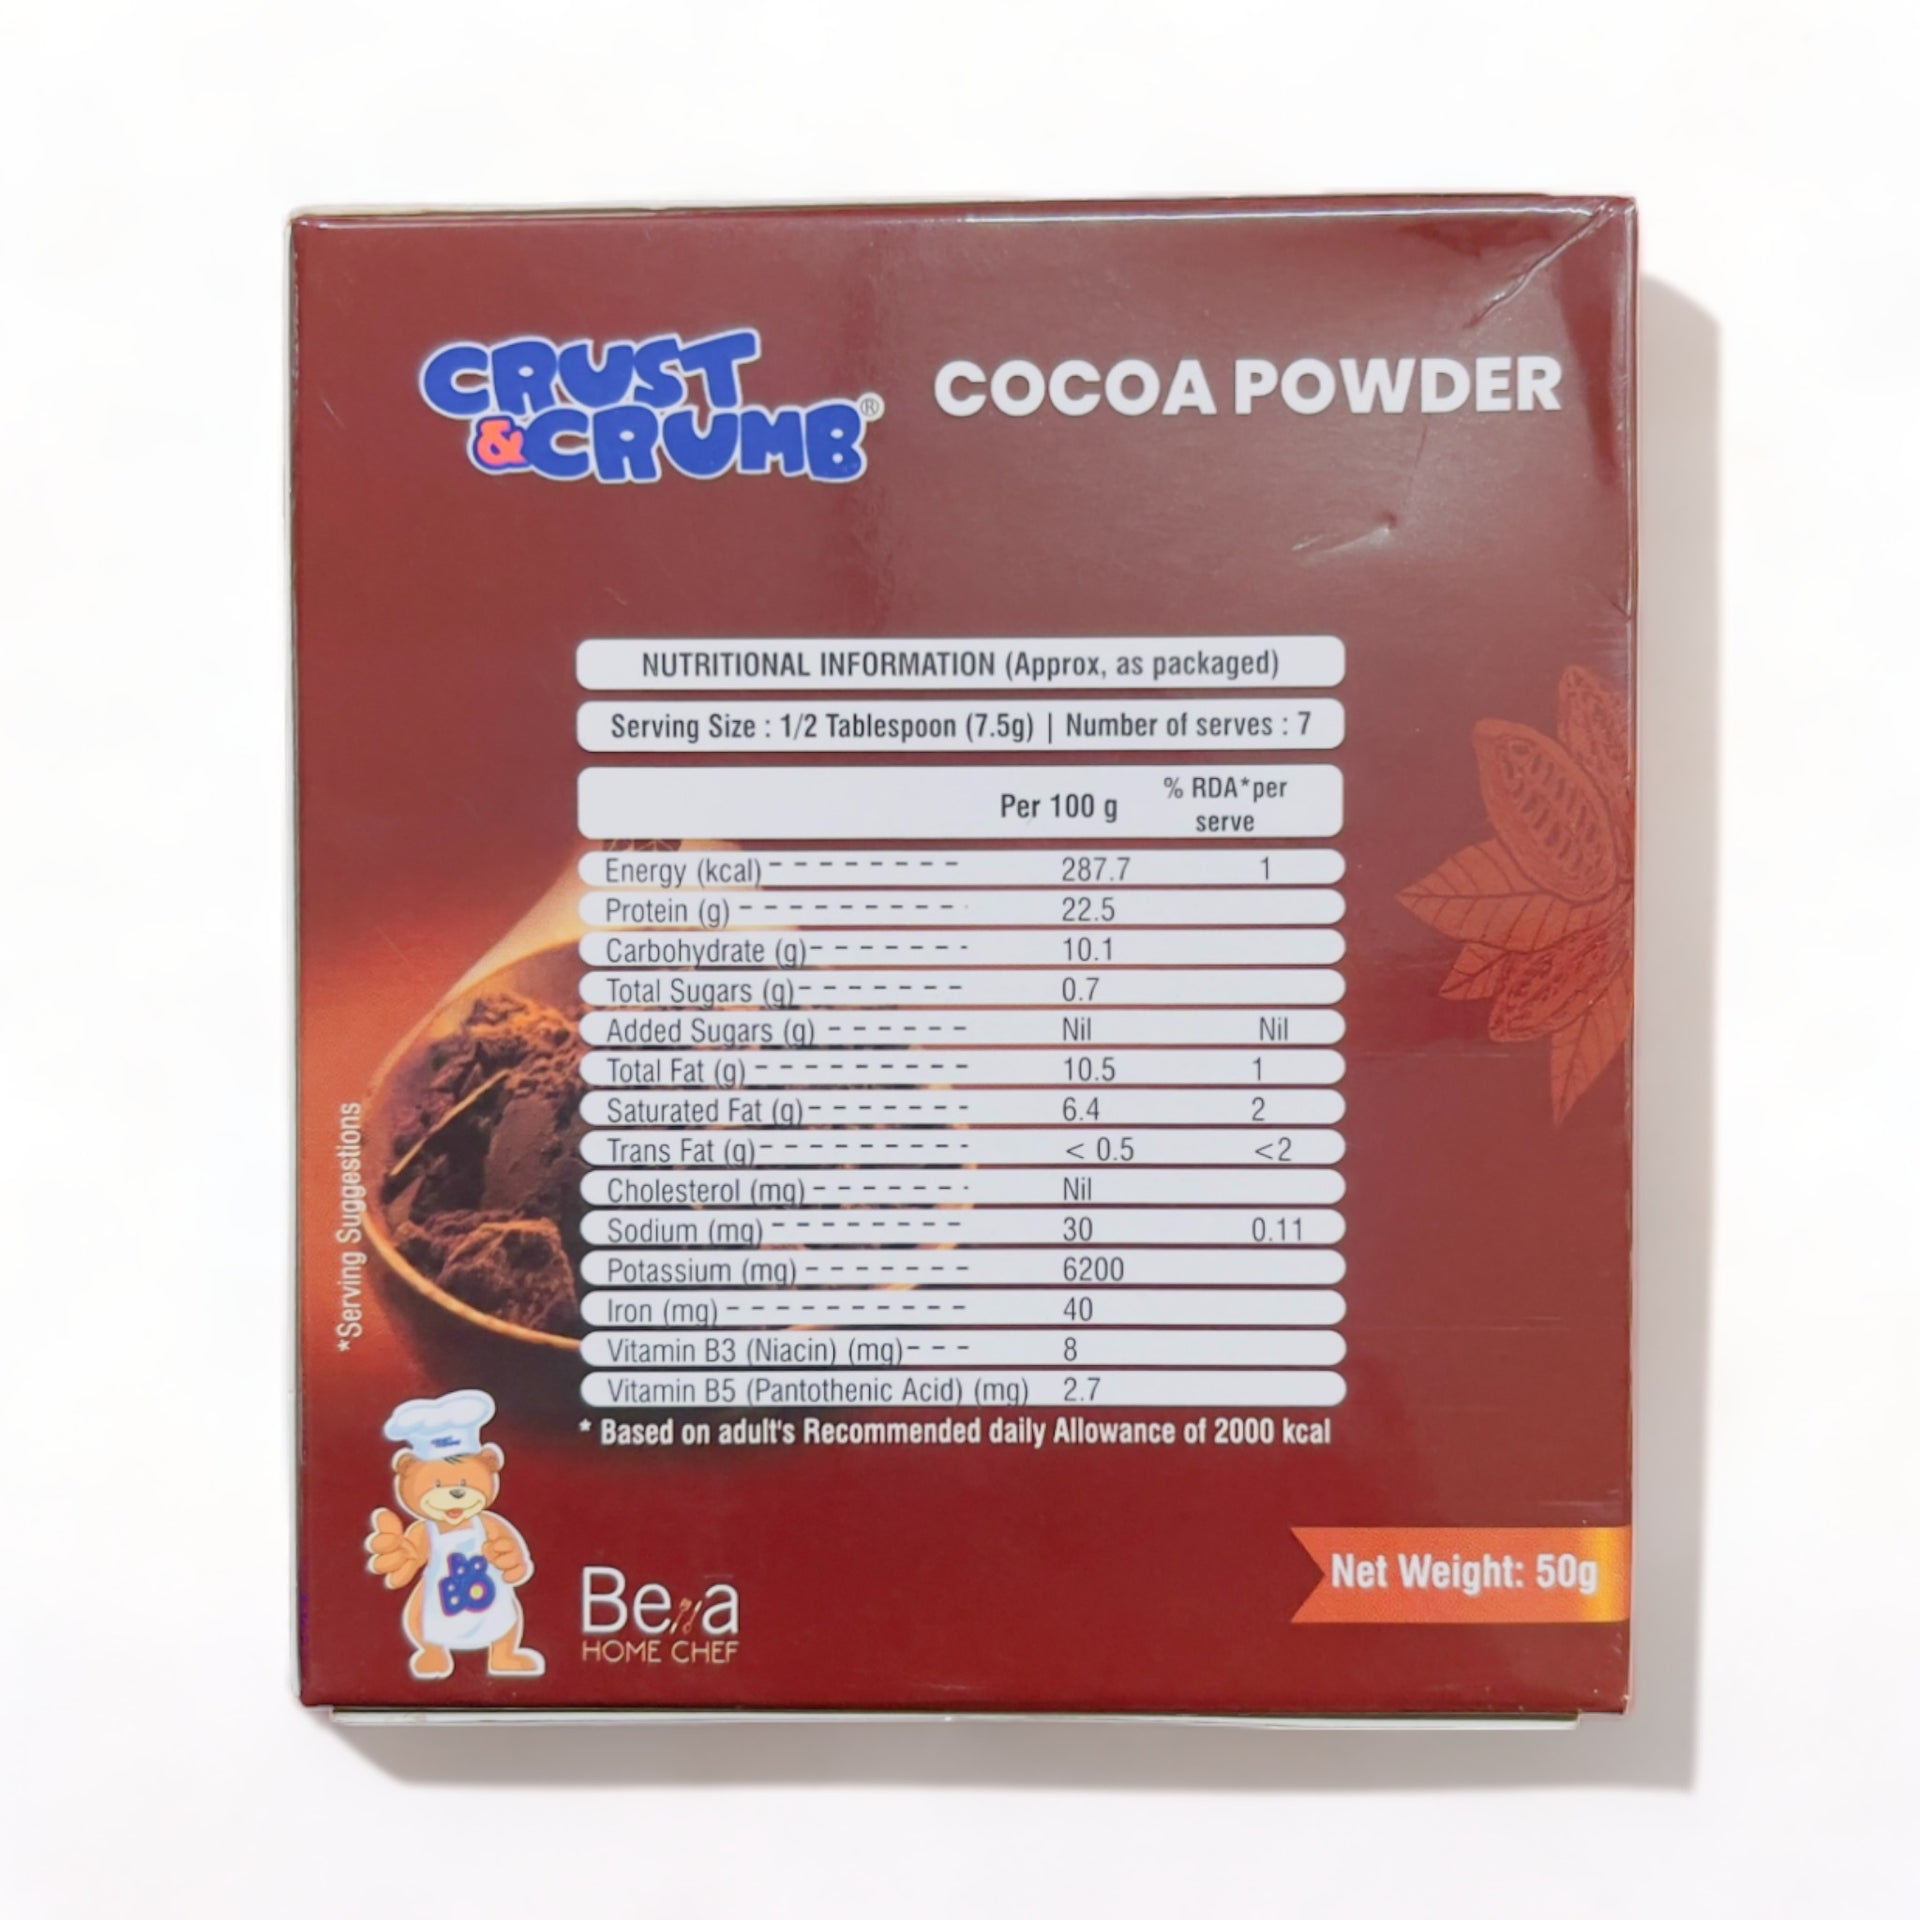 CRUST
&CRUMB®
COCOA POWDER
NUTRITIONAL INFORMATION (Approx, as packaged)
Serving Size : 1/2 Tablespoon (7.5g) | Number of serves : 7
Per 100 g % RDA*per serve
Energy (kcal) 287.7 1
Protein (g) 22.5
Carbohydrate (g) 10.1
Total Sugars (g) 0.7
Added Sugars (g) Nil Nil
Total Fat (g) 10.5 1
Saturated Fat (g) 6.4 2
Trans Fat (g) < 0.5 <2
Cholesterol (mg) Nil
Sodium (mg) 30 0.11
Potassium (mg) 6200
Iron (mg) 40
Vitamin B3 (Niacin) (mg) 8
Vitamin B5 (Pantothenic Acid) (mg) 2.7
* Based on adult's Recommended daily Allowance of 2000 kcal
*Serving Suggestions
BO
BO
HOME CHEF
Net Weight: 50g